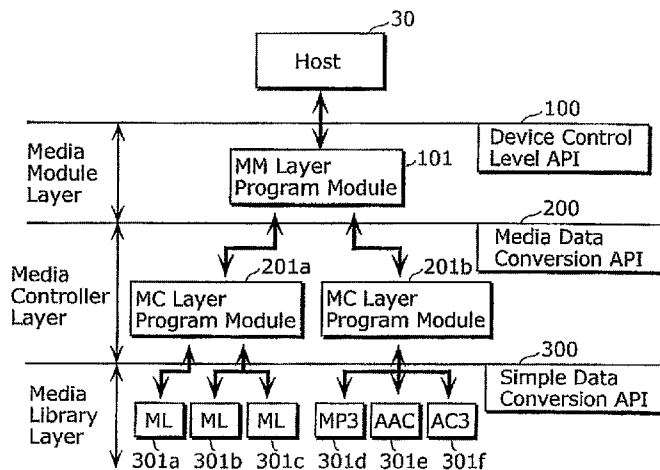 30
Host
100
Media
Module
Layer
MM Layer
Program Module
101
Device Control
Level API
200
Media Data
Conversion API
Media
Controller
Layer
201a
MC Layer
Program Module
201b
MC Layer
Program Module
300
Simple Data
Conversion API
Media
Library
Layer
ML
ML
ML
MP3
AAC
AC3
301a 301b 301c 301d 301e 301f